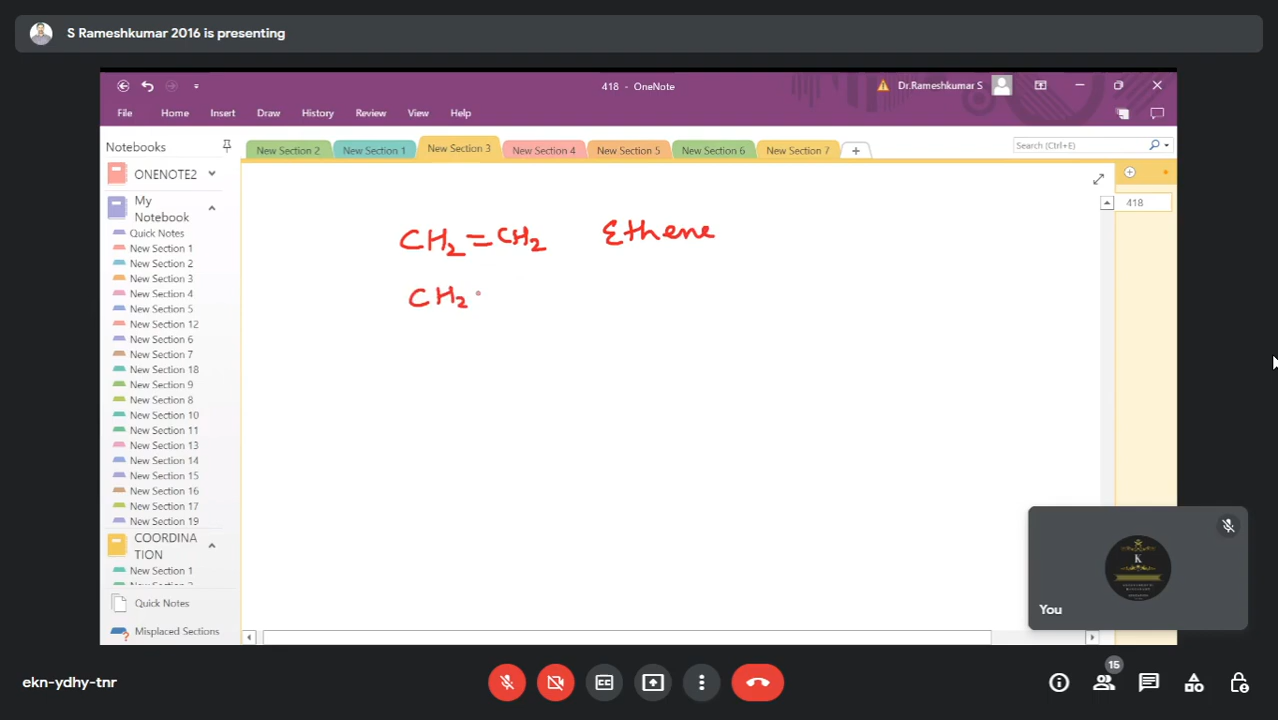 S Rameshkumar 2016 is presenting
418 - OneNote
Dr.Rameshkumar S
File Home Insert Draw History Review View Help
Notebooks
New Section 2 New Section 1 New Section 3 New Section 4 New Section 5 New Section 6 New Section 7 +
Search (Ctrl+E)
ONENOTE2
My
Notebook
Quick Notes
New Section 1
New Section 2
New Section 3
New Section 4
New Section 5
New Section 12
New Section 6
New Section 7
New Section 18
New Section 9
New Section 8
New Section 10
New Section 11
New Section 13
New Section 14
New Section 15
New Section 16
New Section 17
New Section 19
COORDINA
TION
New Section 1
Quick Notes
Misplaced Sections
418
CH₂=CH₂ Ethene
CH₂
K
You
ekn-ydhy-tnr
CC
15